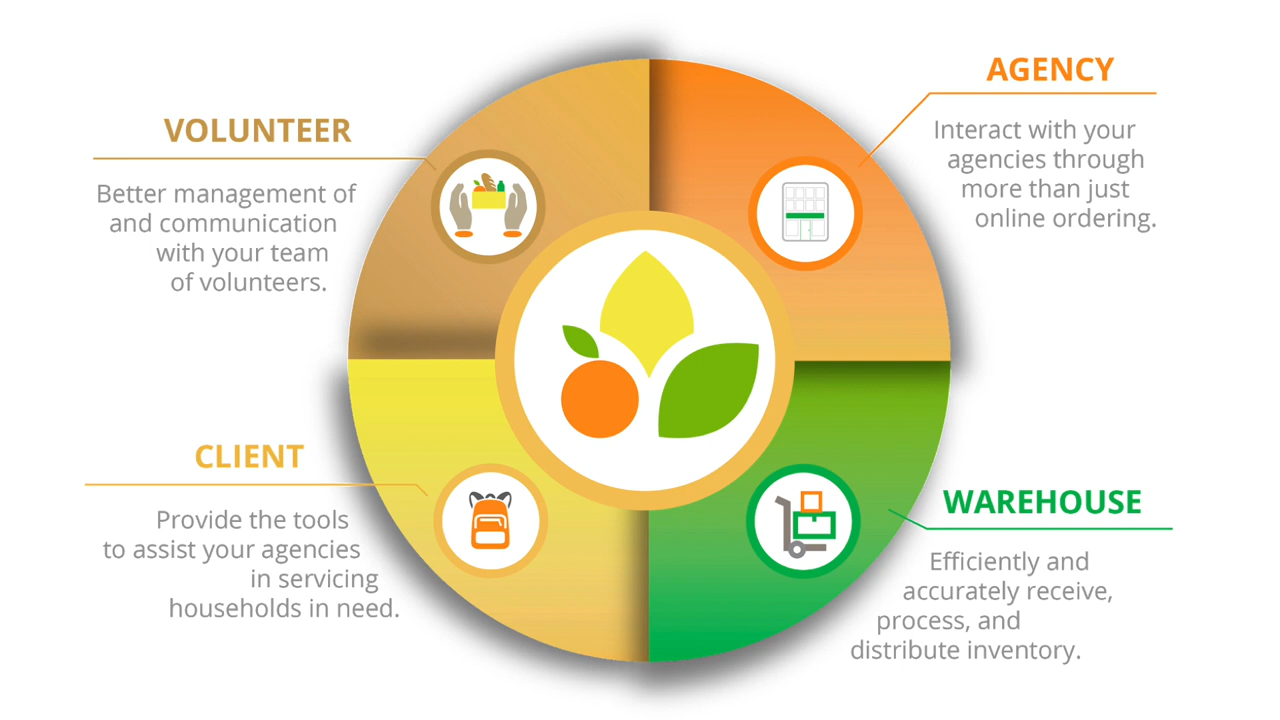 VOLUNTEER
Better management of
and communication
with your team
of volunteers.
AGENCY
Interact with your
agencies through
more than just
online ordering.
CLIENT
Provide the tools
to assist your agencies
in servicing
households in need.
WAREHOUSE
Efficiently and
accurately receive,
process, and
distribute inventory.